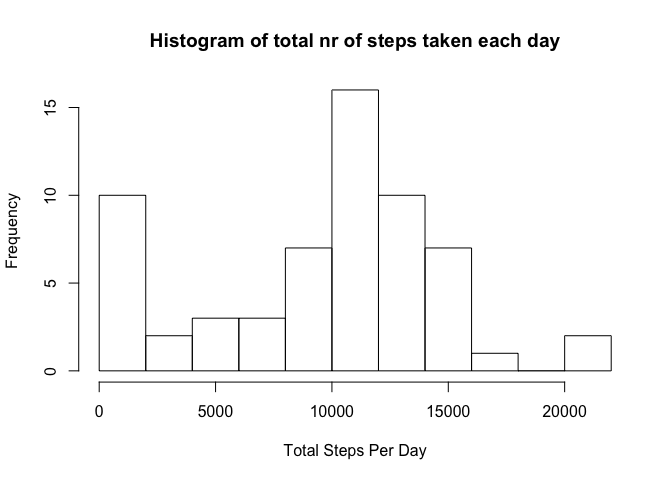 Histogram of total nr of steps taken each day
15
10
5
0
Frequency
0 5000 10000 15000 20000
Total Steps Per Day